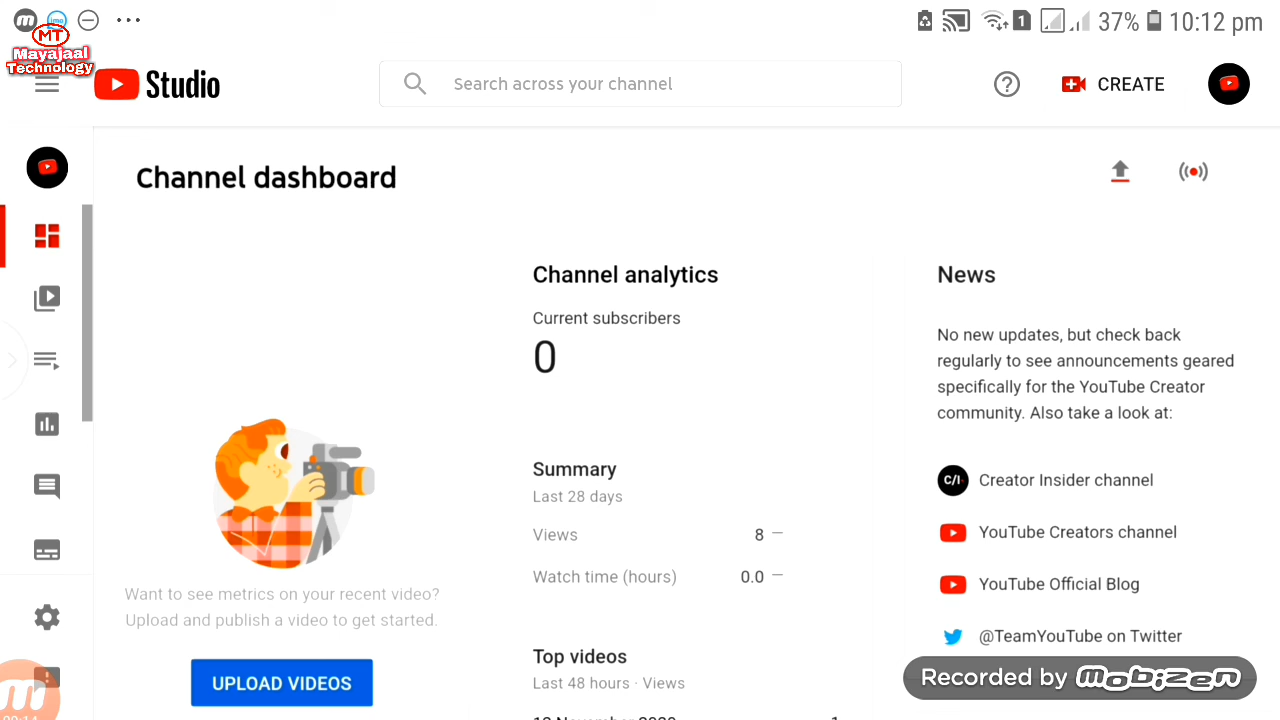 37% 10:12 pm
MT
Mayajaal
Technology
Studio
Search across your channel
CREATE
Channel dashboard
Channel analytics
Current subscribers
0
Summary
Last 28 days
Views 8 —
Watch time (hours) 0.0 —
Top videos
Last 48 hours · Views
Want to see metrics on your recent video?
Upload and publish a video to get started.
UPLOAD VIDEOS
News
No new updates, but check back
regularly to see announcements geared
specifically for the YouTube Creator
community. Also take a look at:
C/I
Creator Insider channel
YouTube Creators channel
YouTube Official Blog
@TeamYouTube on Twitter
Recorded by mobizen